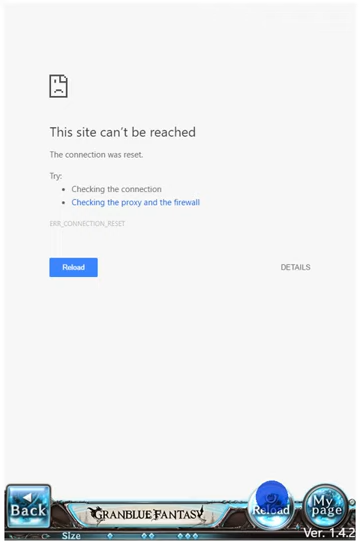 This site can't be reached
The connection was reset.
Try:
• Checking the connection
• Checking the proxy and the firewall
ERR_CONNECTION_RESET
Reload
DETAILS
Back
GRANBLUE FANTASY
Reload
My page
Size
Ver. 1.4.2